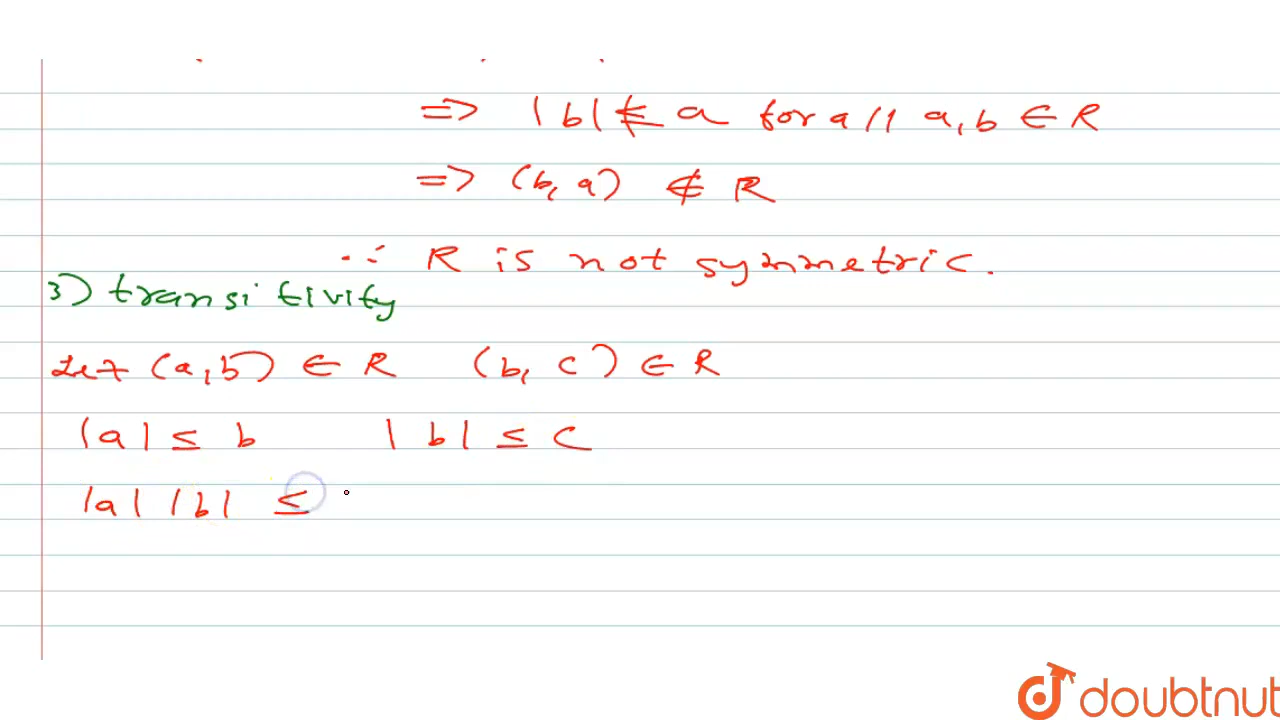 => |b| ≰ a for all a, b ∈ R
=> (b, a) ∉ R
∴ R is not symmetric.
3) transitivity
Let (a, b) ∈ R (b, c) ∈ R
|a| ≤ b |b| ≤ c
|a| |b| ≤
doubtnut